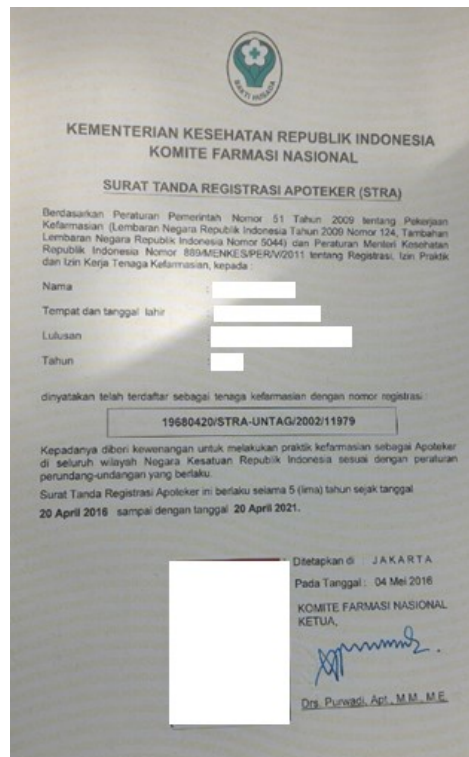 BAKTI HUSADA
KEMENTERIAN KESEHATAN REPUBLIK INDONESIA
KOMITE FARMASI NASIONAL
SURAT TANDA REGISTRASI APOTEKER (STRA)
Berdasarkan Peraturan Pemerintah Nomor 51 Tahun 2009 tentang Pekerjaan
Kefarmasian (Lembaran Negara Republik Indonesia Tahun 2009 Nomor 124, Tambahan
Lembaran Negara Republik Indonesia Nomor 5044) dan Peraturan Menteri Kesehatan
Republik Indonesia Nomor 889/MENKES/PER/V/2011 tentang Registrasi, Izin Praktik
dan Izin Kerja Tenaga Kefarmasian, kepada :
Nama :
Tempat dan tanggal lahir :
Lulusan :
Tahun :
dinyatakan telah terdaftar sebagai tenaga kefarmasian dengan nomor registrasi :
19680420/STRA-UNTAG/2002/11979
Kepadanya diberi kewenangan untuk melakukan praktik kefarmasian sebagai Apoteker
di seluruh wilayah Negara Kesatuan Republik Indonesia sesuai dengan peraturan
perundang-undangan yang berlaku.
Surat Tanda Registrasi Apoteker ini berlaku selama 5 (lima) tahun sejak tanggal
20 April 2016 sampai dengan tanggal 20 April 2021.
Ditetapkan di : JAKARTA
Pada Tanggal : 04 Mei 2016
KOMITE FARMASI NASIONAL
KETUA,
Drs. Purwadi, Apt., M.M., M.E.